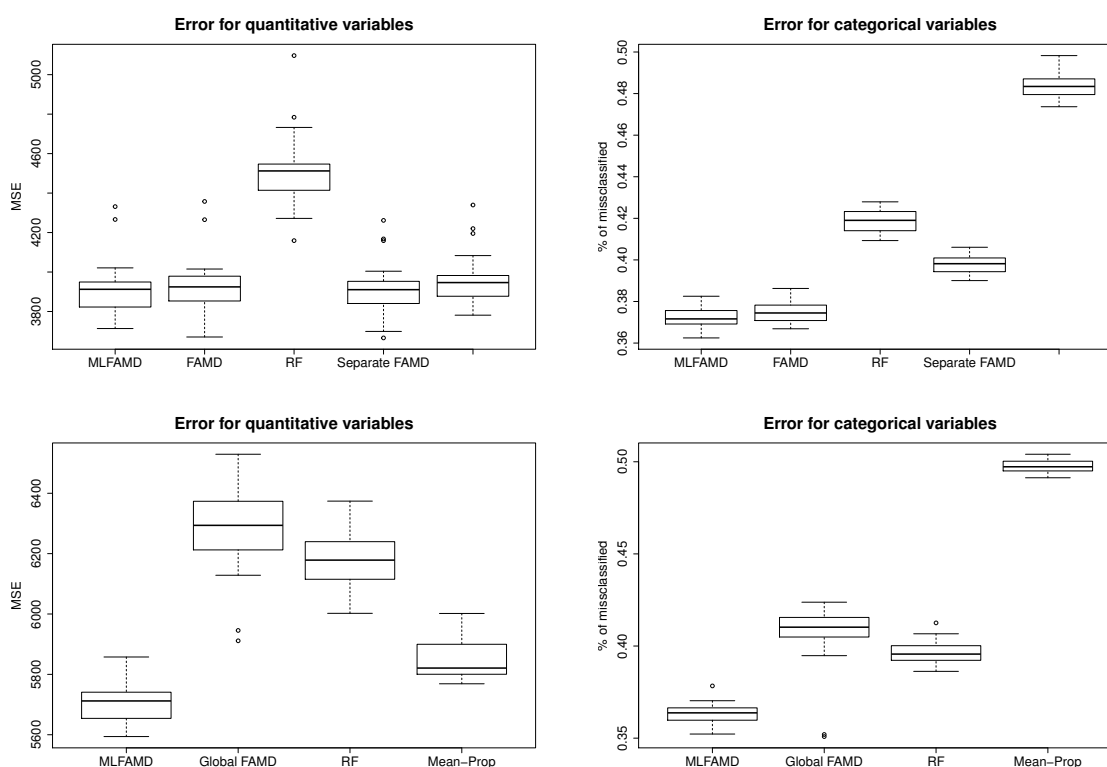 Error for quantitative variables
MSE
3800 4200 4600 5000
MLFAMD FAMD RF Separate FAMD
Error for categorical variables
% of missclassified
0.36 0.38 0.40 0.42 0.44 0.46 0.48 0.50
MLFAMD FAMD RF Separate FAMD
Error for quantitative variables
MSE
5600 5800 6000 6200 6400
MLFAMD Global FAMD RF Mean−Prop
Error for categorical variables
% of missclassified
0.35 0.40 0.45 0.50
MLFAMD Global FAMD RF Mean−Prop